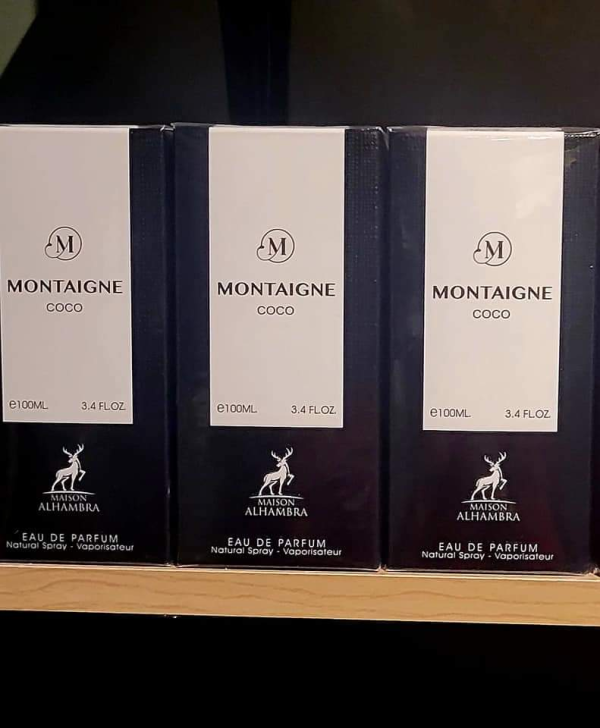 M
MONTAIGNE
COCO
e100ML 3.4 FL.OZ.
MAISON
ALHAMBRA
EAU DE PARFUM
Natural Spray - Vaporisateur
M
MONTAIGNE
COCO
e100ML 3.4 FL.OZ.
MAISON
ALHAMBRA
EAU DE PARFUM
Natural Spray - Vaporisateur
M
MONTAIGNE
COCO
e100ML 3.4 FL.OZ.
MAISON
ALHAMBRA
EAU DE PARFUM
Natural Spray - Vaporisateur